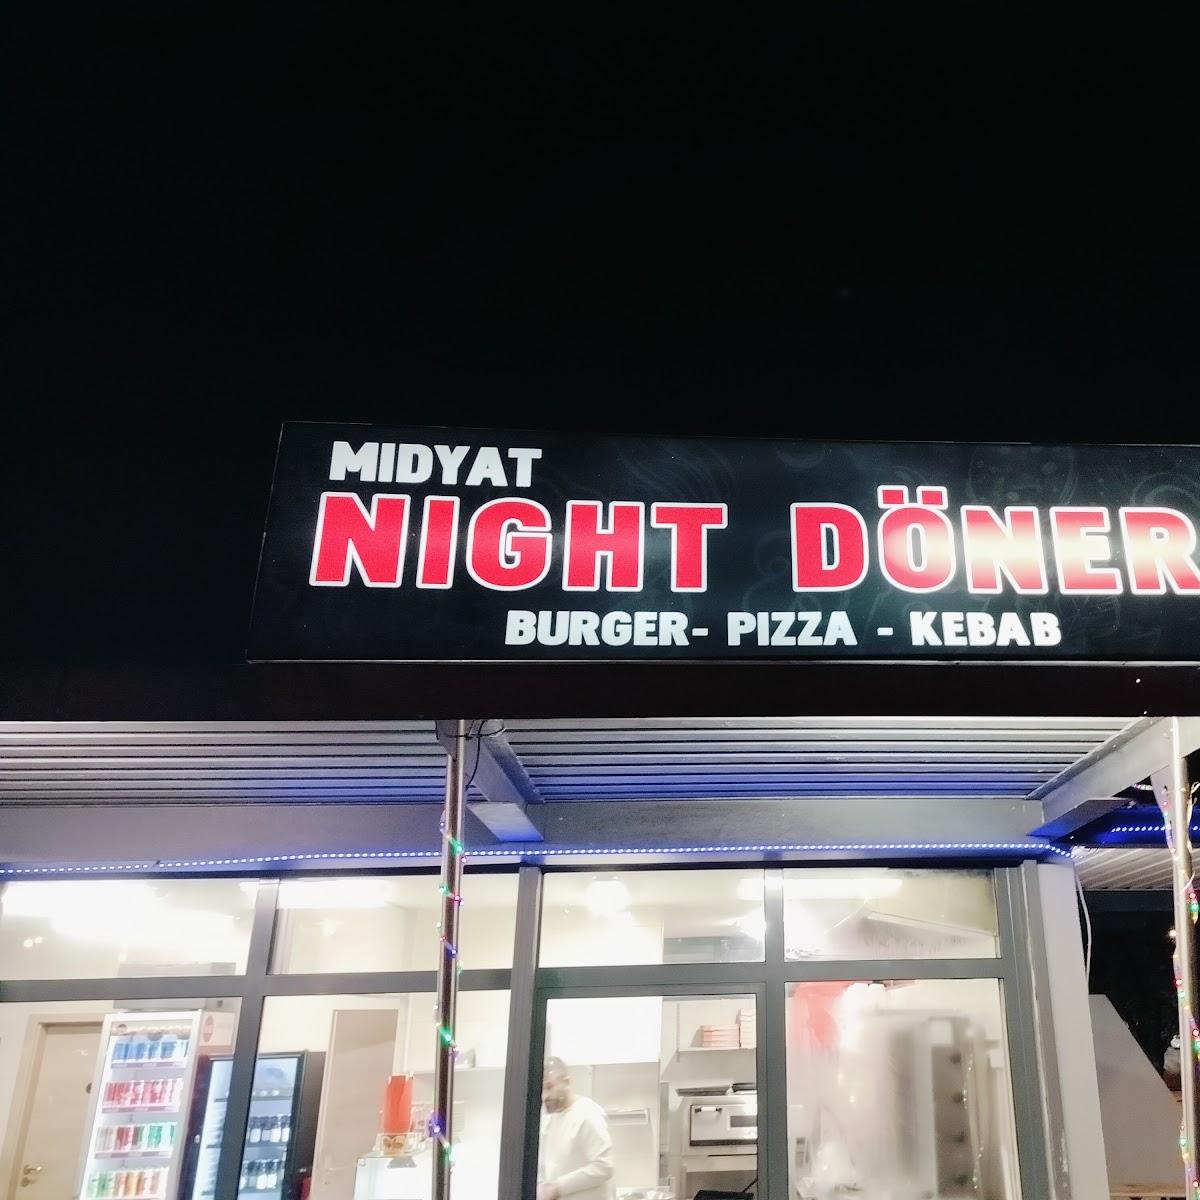 MIDYAT
NIGHT DÖNER
BURGER- PIZZA - KEBAB